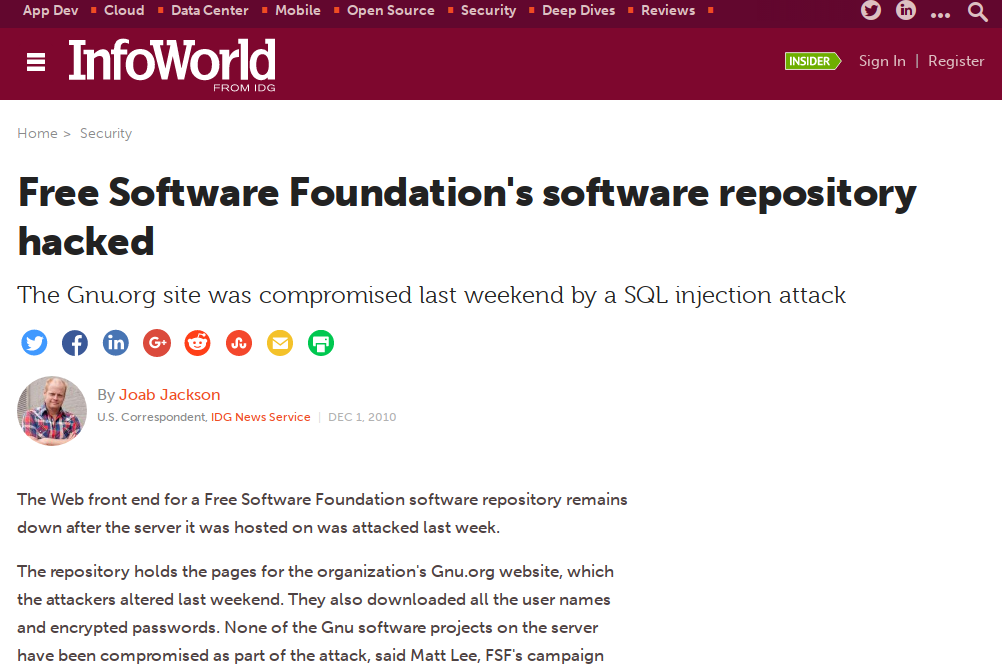 App Dev Cloud Data Center Mobile Open Source Security Deep Dives Reviews
InfoWorld
FROM IDG
INSIDER Sign In | Register
Home > Security
Free Software Foundation's software repository
hacked
The Gnu.org site was compromised last weekend by a SQL injection attack
By Joab Jackson
U.S. Correspondent, IDG News Service | DEC 1, 2010
The Web front end for a Free Software Foundation software repository remains
down after the server it was hosted on was attacked last week.
The repository holds the pages for the organization's Gnu.org website, which
the attackers altered last weekend. They also downloaded all the user names
and encrypted passwords. None of the Gnu software projects on the server
have been compromised as part of the attack, said Matt Lee, FSF's campaign